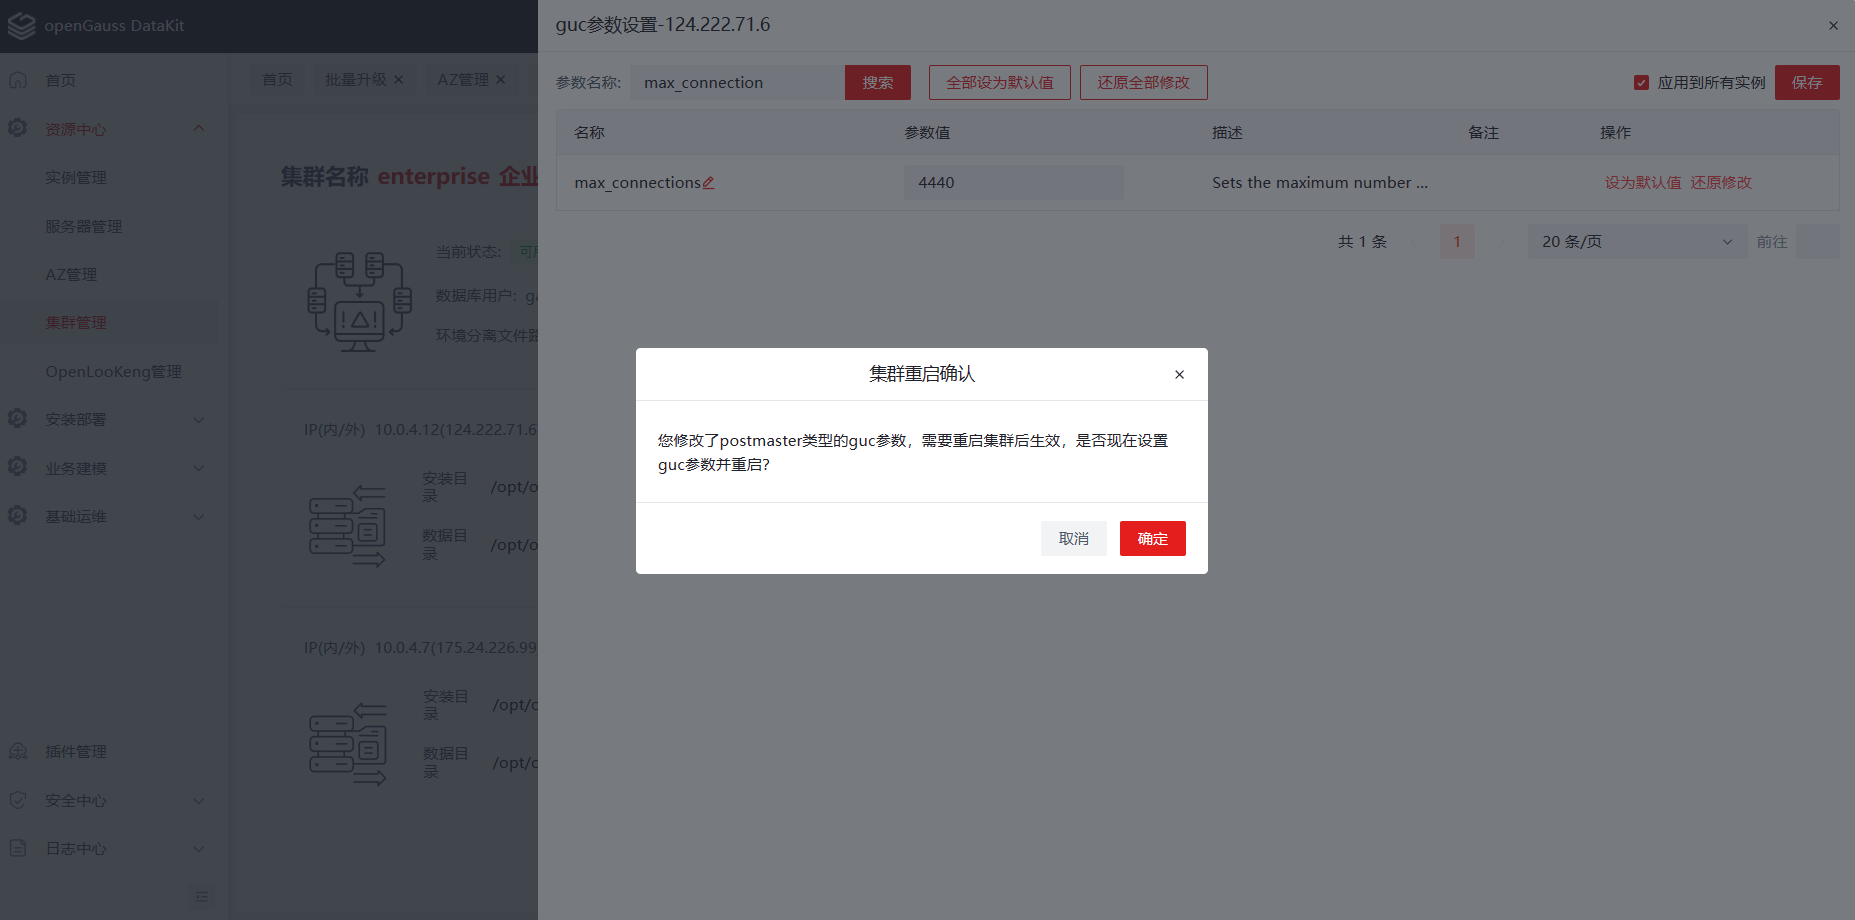 openGauss DataKit
guc参数设置-124.222.71.6
首页
资源中心
实例管理
服务器管理
AZ管理
集群管理
OpenLooKeng管理
安装部署
业务建模
基础运维
插件管理
安全中心
日志中心
首页 批量升级 AZ管理
集群名称 enterprise 企业
当前状态:
数据库用户:
环境分离文件路
IP(内/外) 10.0.4.12(124.222.71.6
安装目录 /opt/o
数据目录 /opt/o
IP(内/外) 10.0.4.7(175.24.226.99
安装目录 /opt/c
数据目录 /opt/c
参数名称: max_connection 搜索 全部设为默认值 还原全部修改 应用到所有实例 保存
名称 参数值 描述 备注 操作
max_connections 4440 Sets the maximum number ... 设为默认值 还原修改
共 1 条 1 20 条/页 前往
集群重启确认
您修改了postmaster类型的guc参数，需要重启集群后生效，是否现在设置
guc参数并重启?
取消 确定